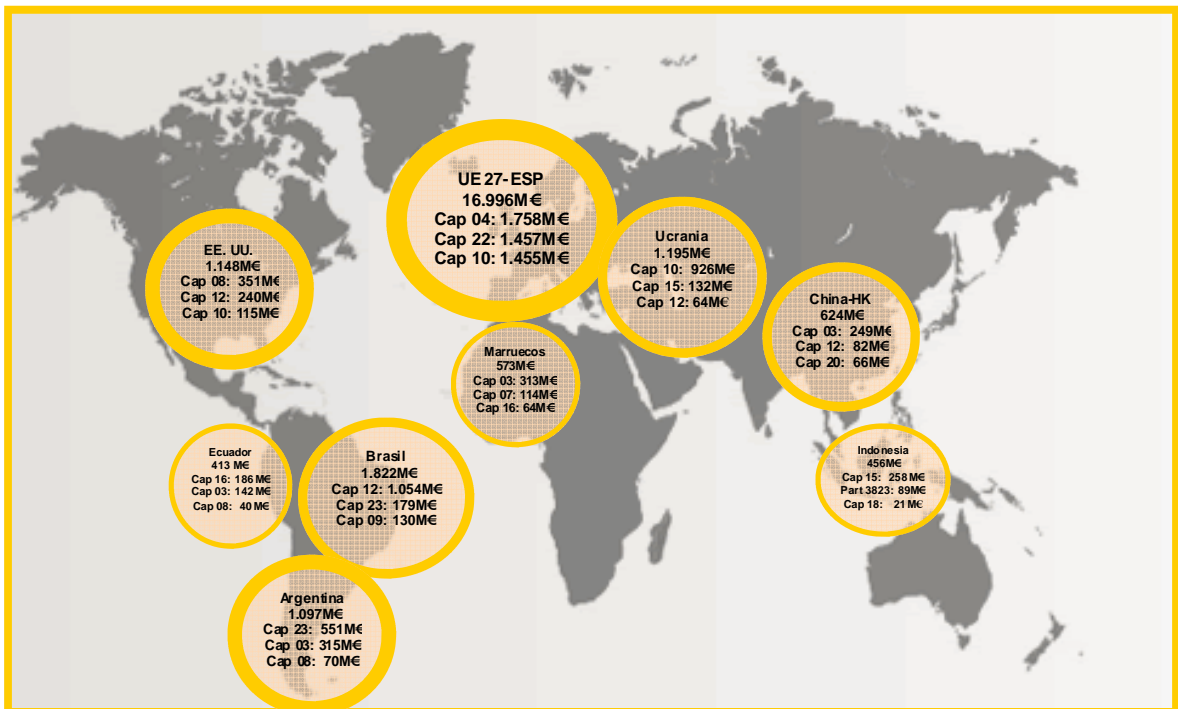 UE 27- ESP
16.996M€
Cap 04: 1.758M€
Cap 22: 1.457M€
Cap 10: 1.455M€
EE. UU.
1.148M€
Cap 08: 351M€
Cap 12: 240M€
Cap 10: 115M€
Ucrania
1.195M€
Cap 10: 926M€
Cap 15: 132M€
Cap 12: 64M€
China-HK
624M€
Cap 03: 249M€
Cap 12: 82M€
Cap 20: 66M€
Marruecos
573M€
Cap 03: 313M€
Cap 07: 114M€
Cap 16: 64M€
Ecuador
413 M€
Cap 16: 186 M€
Cap 03: 142 M€
Cap 08: 40 M€
Brasil
1.822M€
Cap 12: 1.054M€
Cap 23: 179M€
Cap 09: 130M€
Indonesia
456M€
Cap 15: 258 M€
Part 3823: 89M€
Cap 18: 21 M€
Argentina
1.097M€
Cap 23: 551M€
Cap 03: 315M€
Cap 08: 70M€